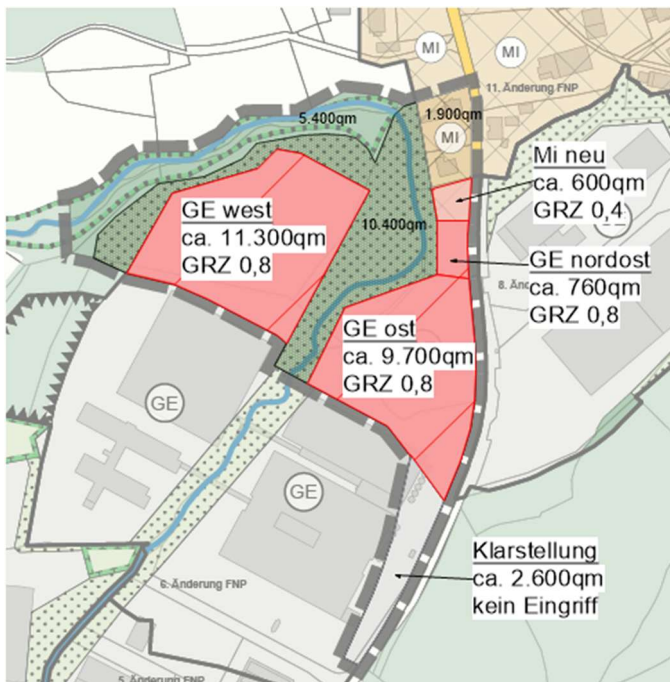 MI
MI
11. Änderung FNP
5.400qm
1.900qm
MI
Mi neu
ca. 600qm
GRZ 0,4
GE west
ca. 11.300qm
GRZ 0,8
10.400qm
GE nordost
ca. 760qm
GRZ 0,8
8. Änd
GE ost
ca. 9.700qm
GRZ 0,8
GE
GE
Klarstellung
ca. 2.600qm
kein Eingriff
6. Änderung FNP
5. Änderung FNP